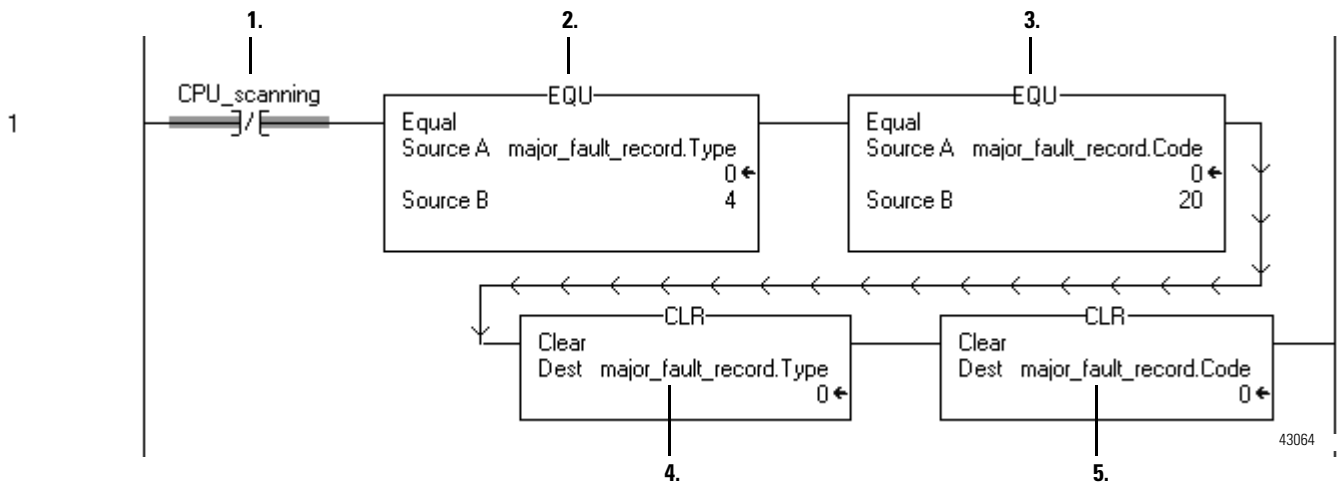 1. 2. 3.
CPU_scanning
1
EQU
Equal
Source A major_fault_record.Type
0
Source B 4
EQU
Equal
Source A major_fault_record.Code
0
Source B 20
CLR
Clear
Dest major_fault_record.Type
0
CLR
Clear
Dest major_fault_record.Code
0
43064
4. 5.